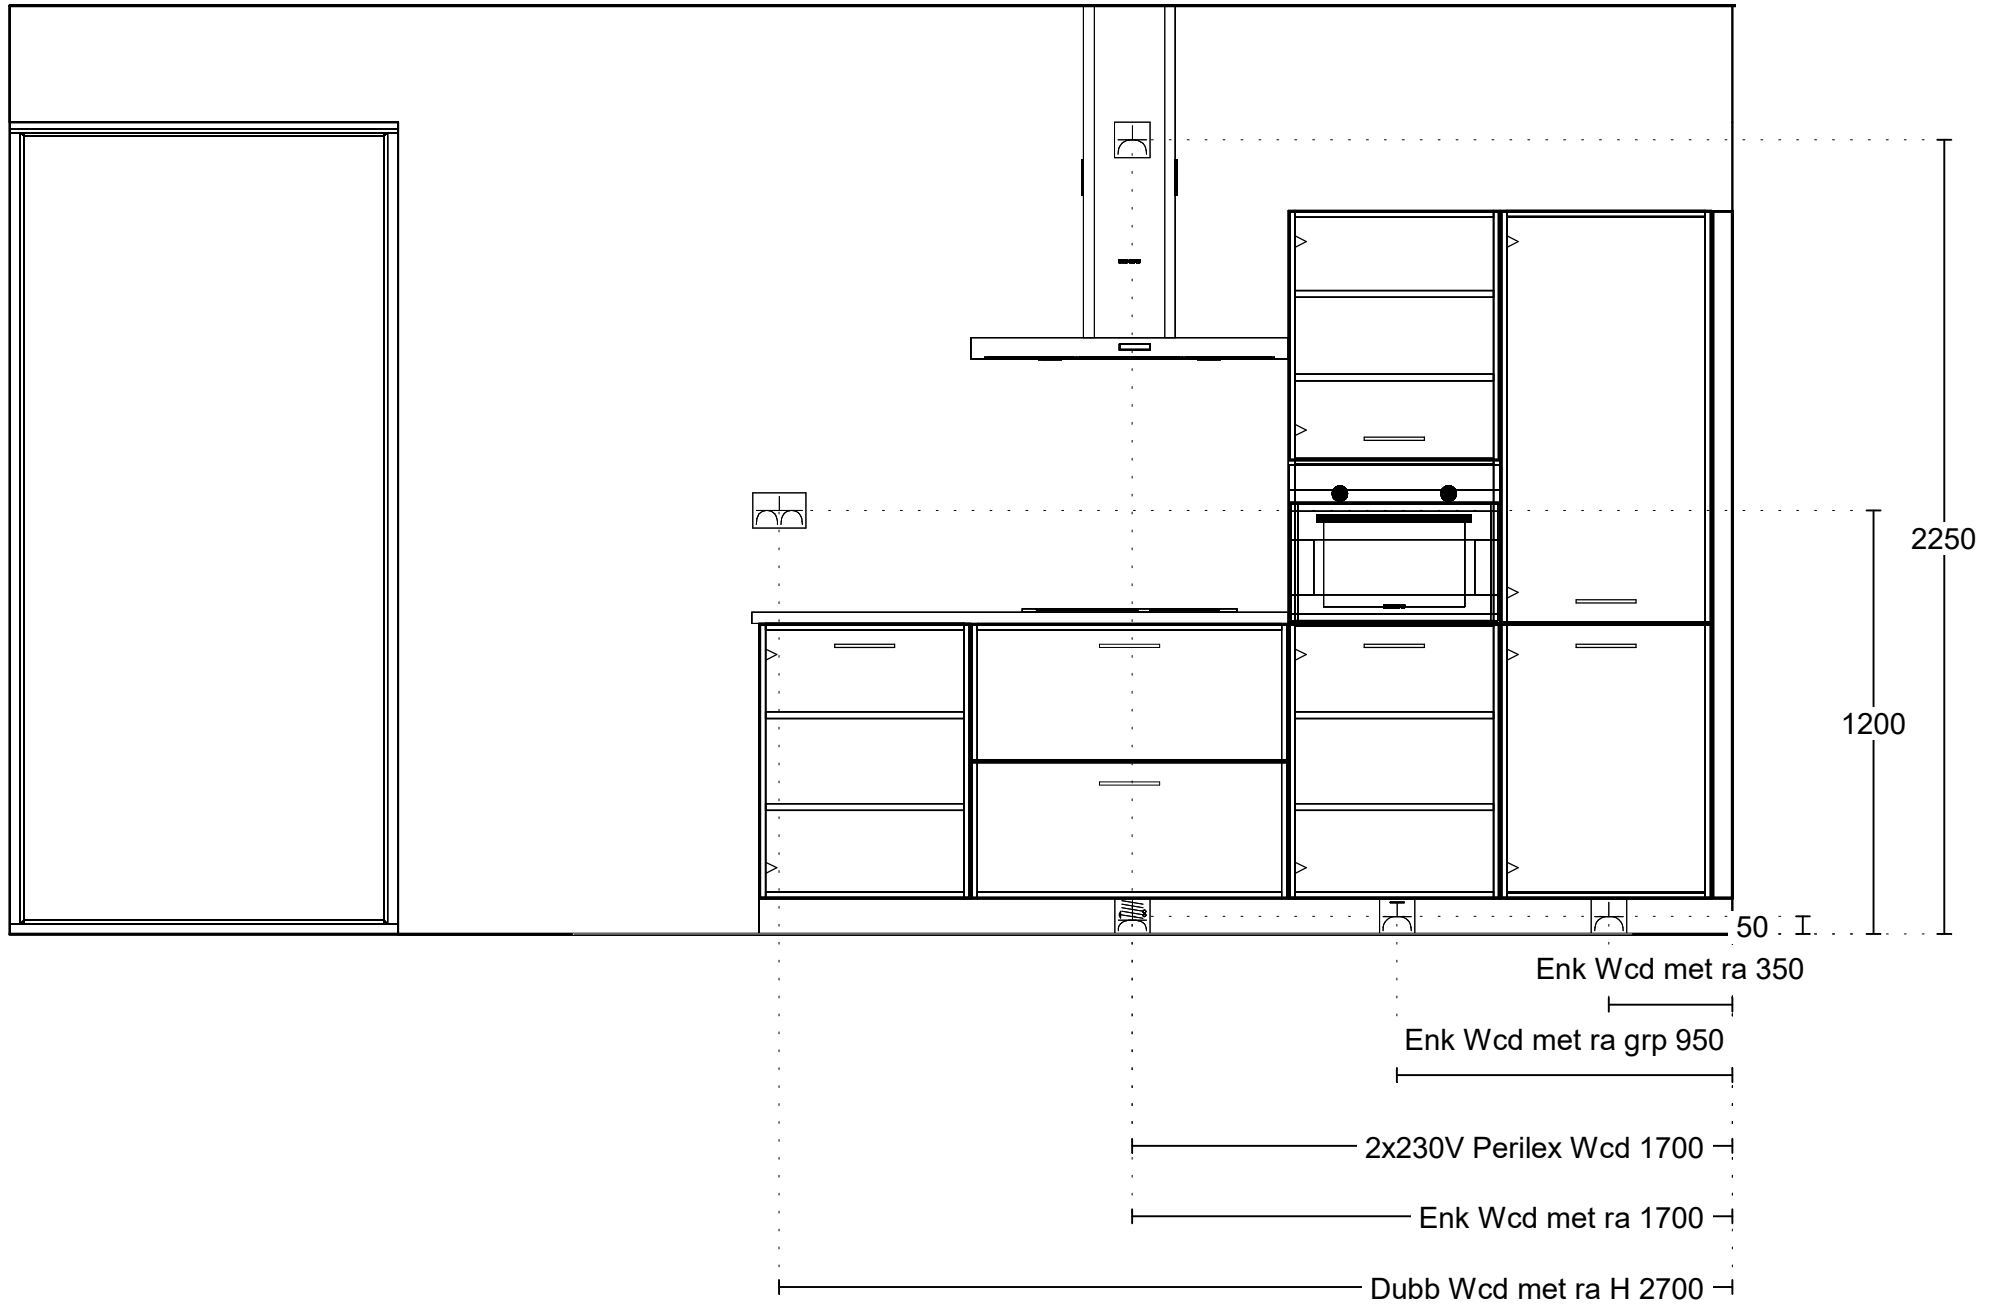 2250
1200
50
Enk Wcd met ra 350
Enk Wcd met ra grp 950
2x230V Perilex Wcd 1700
Enk Wcd met ra 1700
Dubb Wcd met ra H 2700